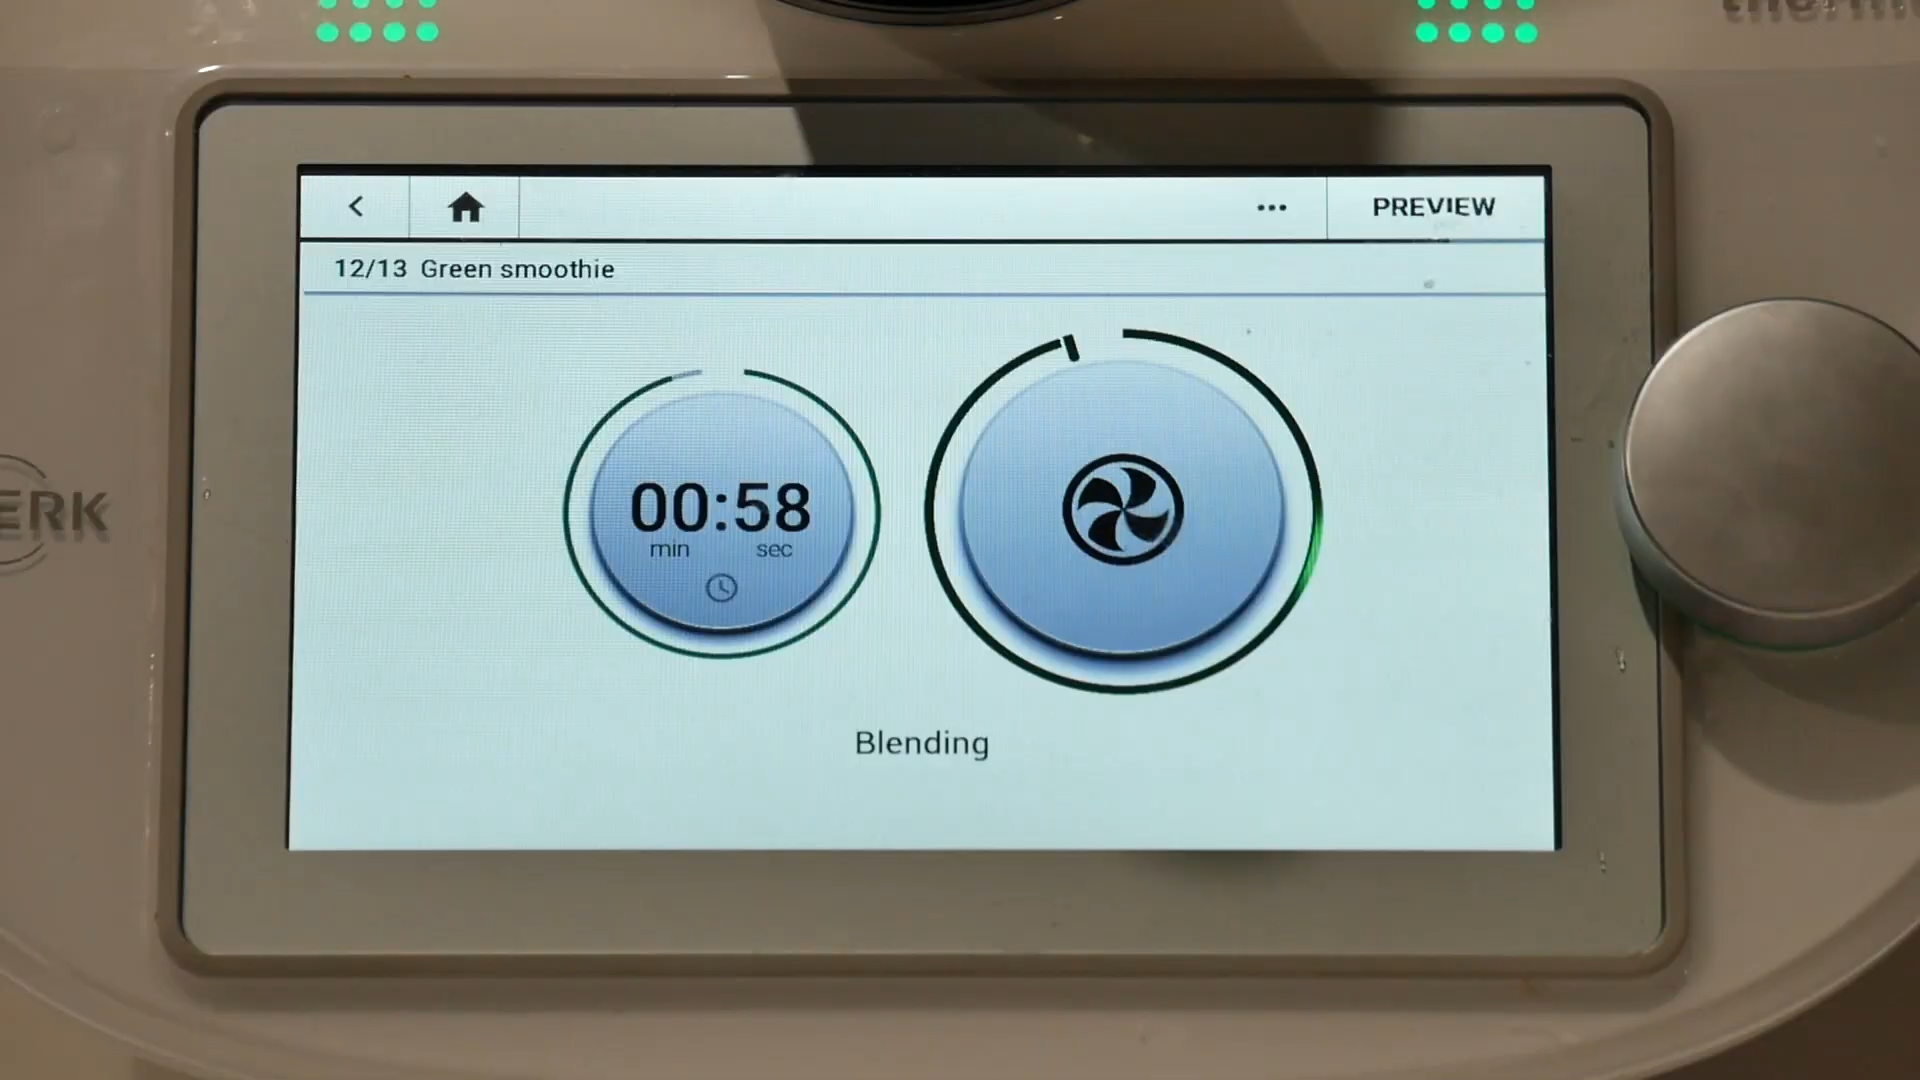 PREVIEW
12/13 Green smoothie
00:58
min sec
Blending
ERK